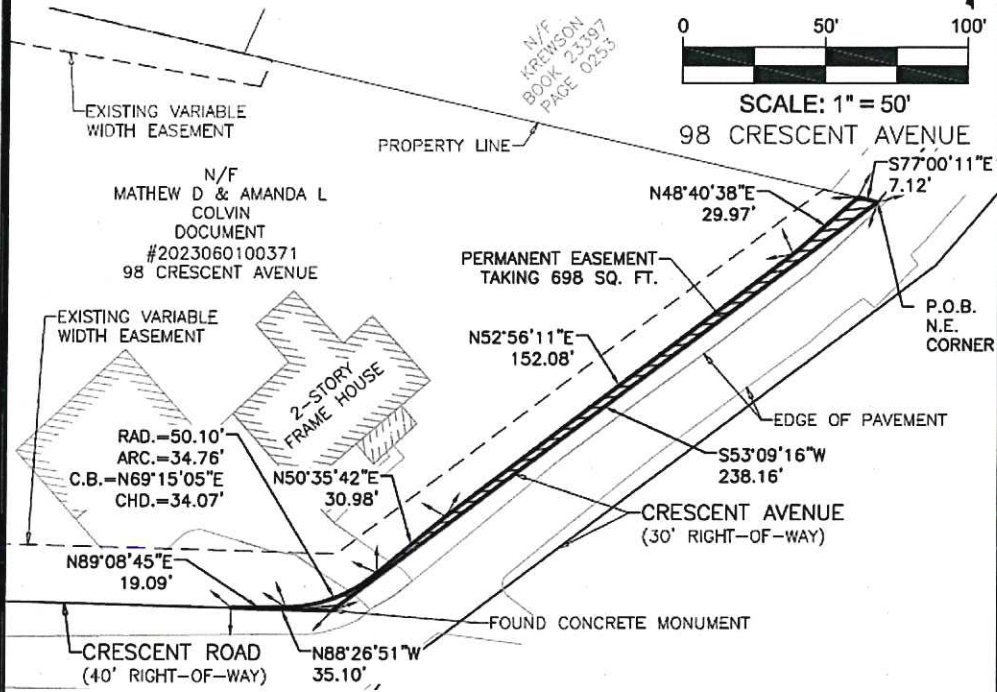 0 50' 100'
SCALE: 1" = 50'
98 CRESCENT AVENUE
N/F
KREWSON
BOOK 23397
PAGE 0253
EXISTING VARIABLE
WIDTH EASEMENT
PROPERTY LINE
S77°00'11"E
7.12'
N/F
MATHEW D & AMANDA L
COLVIN
DOCUMENT
#2023060100371
98 CRESCENT AVENUE
N48°40'38"E
29.97'
PERMANENT EASEMENT
TAKING 698 SQ. FT.
P.O.B.
N.E.
CORNER
EXISTING VARIABLE
WIDTH EASEMENT
N52°56'11"E
152.08'
2-STORY
FRAME HOUSE
EDGE OF PAVEMENT
RAD.=50.10'
ARC.=34.76'
C.B.=N69°15'05"E
CHD.=34.07'
S53°09'16"W
238.16'
N50°35'42"E
30.98'
CRESCENT AVENUE
(30' RIGHT-OF-WAY)
N89°08'45"E
19.09'
FOUND CONCRETE MONUMENT
CRESCENT ROAD
(40' RIGHT-OF-WAY)
N88°26'51"W
35.10'